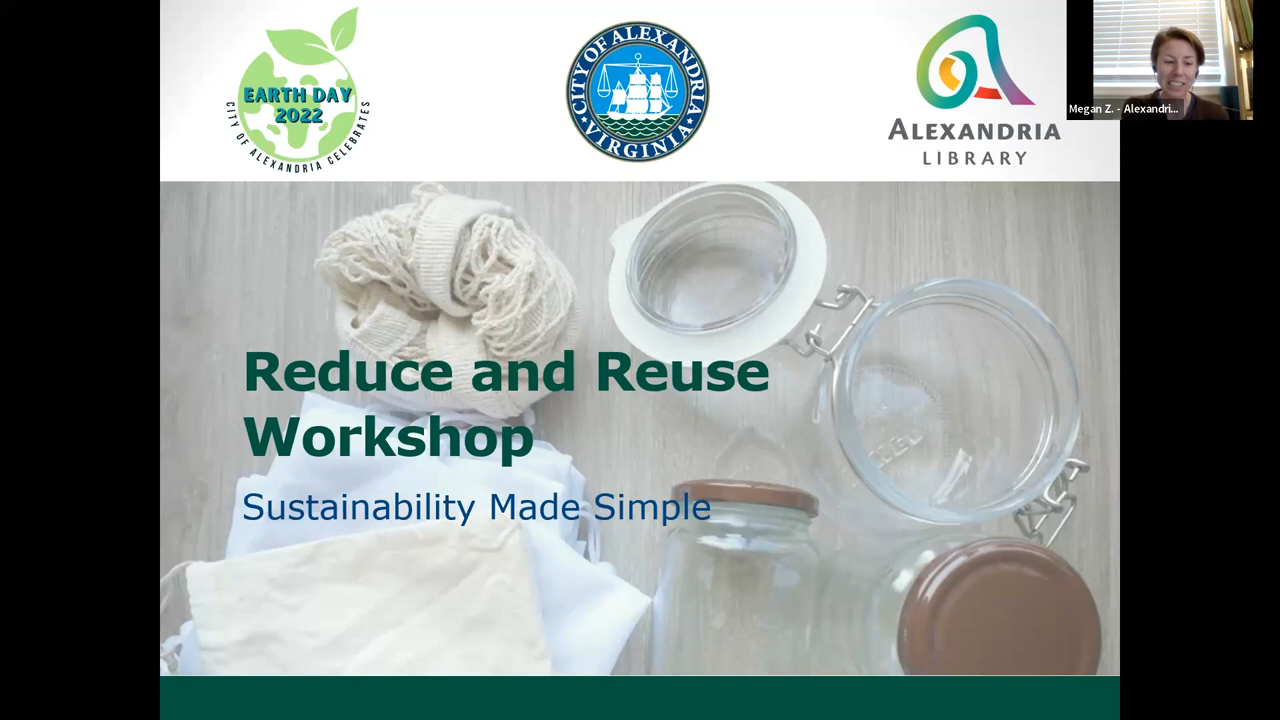 EARTH DAY
2022
CITY OF ALEXANDRIA CELEBRATES
CITY OF ALEXANDRIA
VIRGINIA
ALEXANDRIA
LIBRARY
Megan Z. - Alexandri...
Reduce and Reuse
Workshop
Sustainability Made Simple